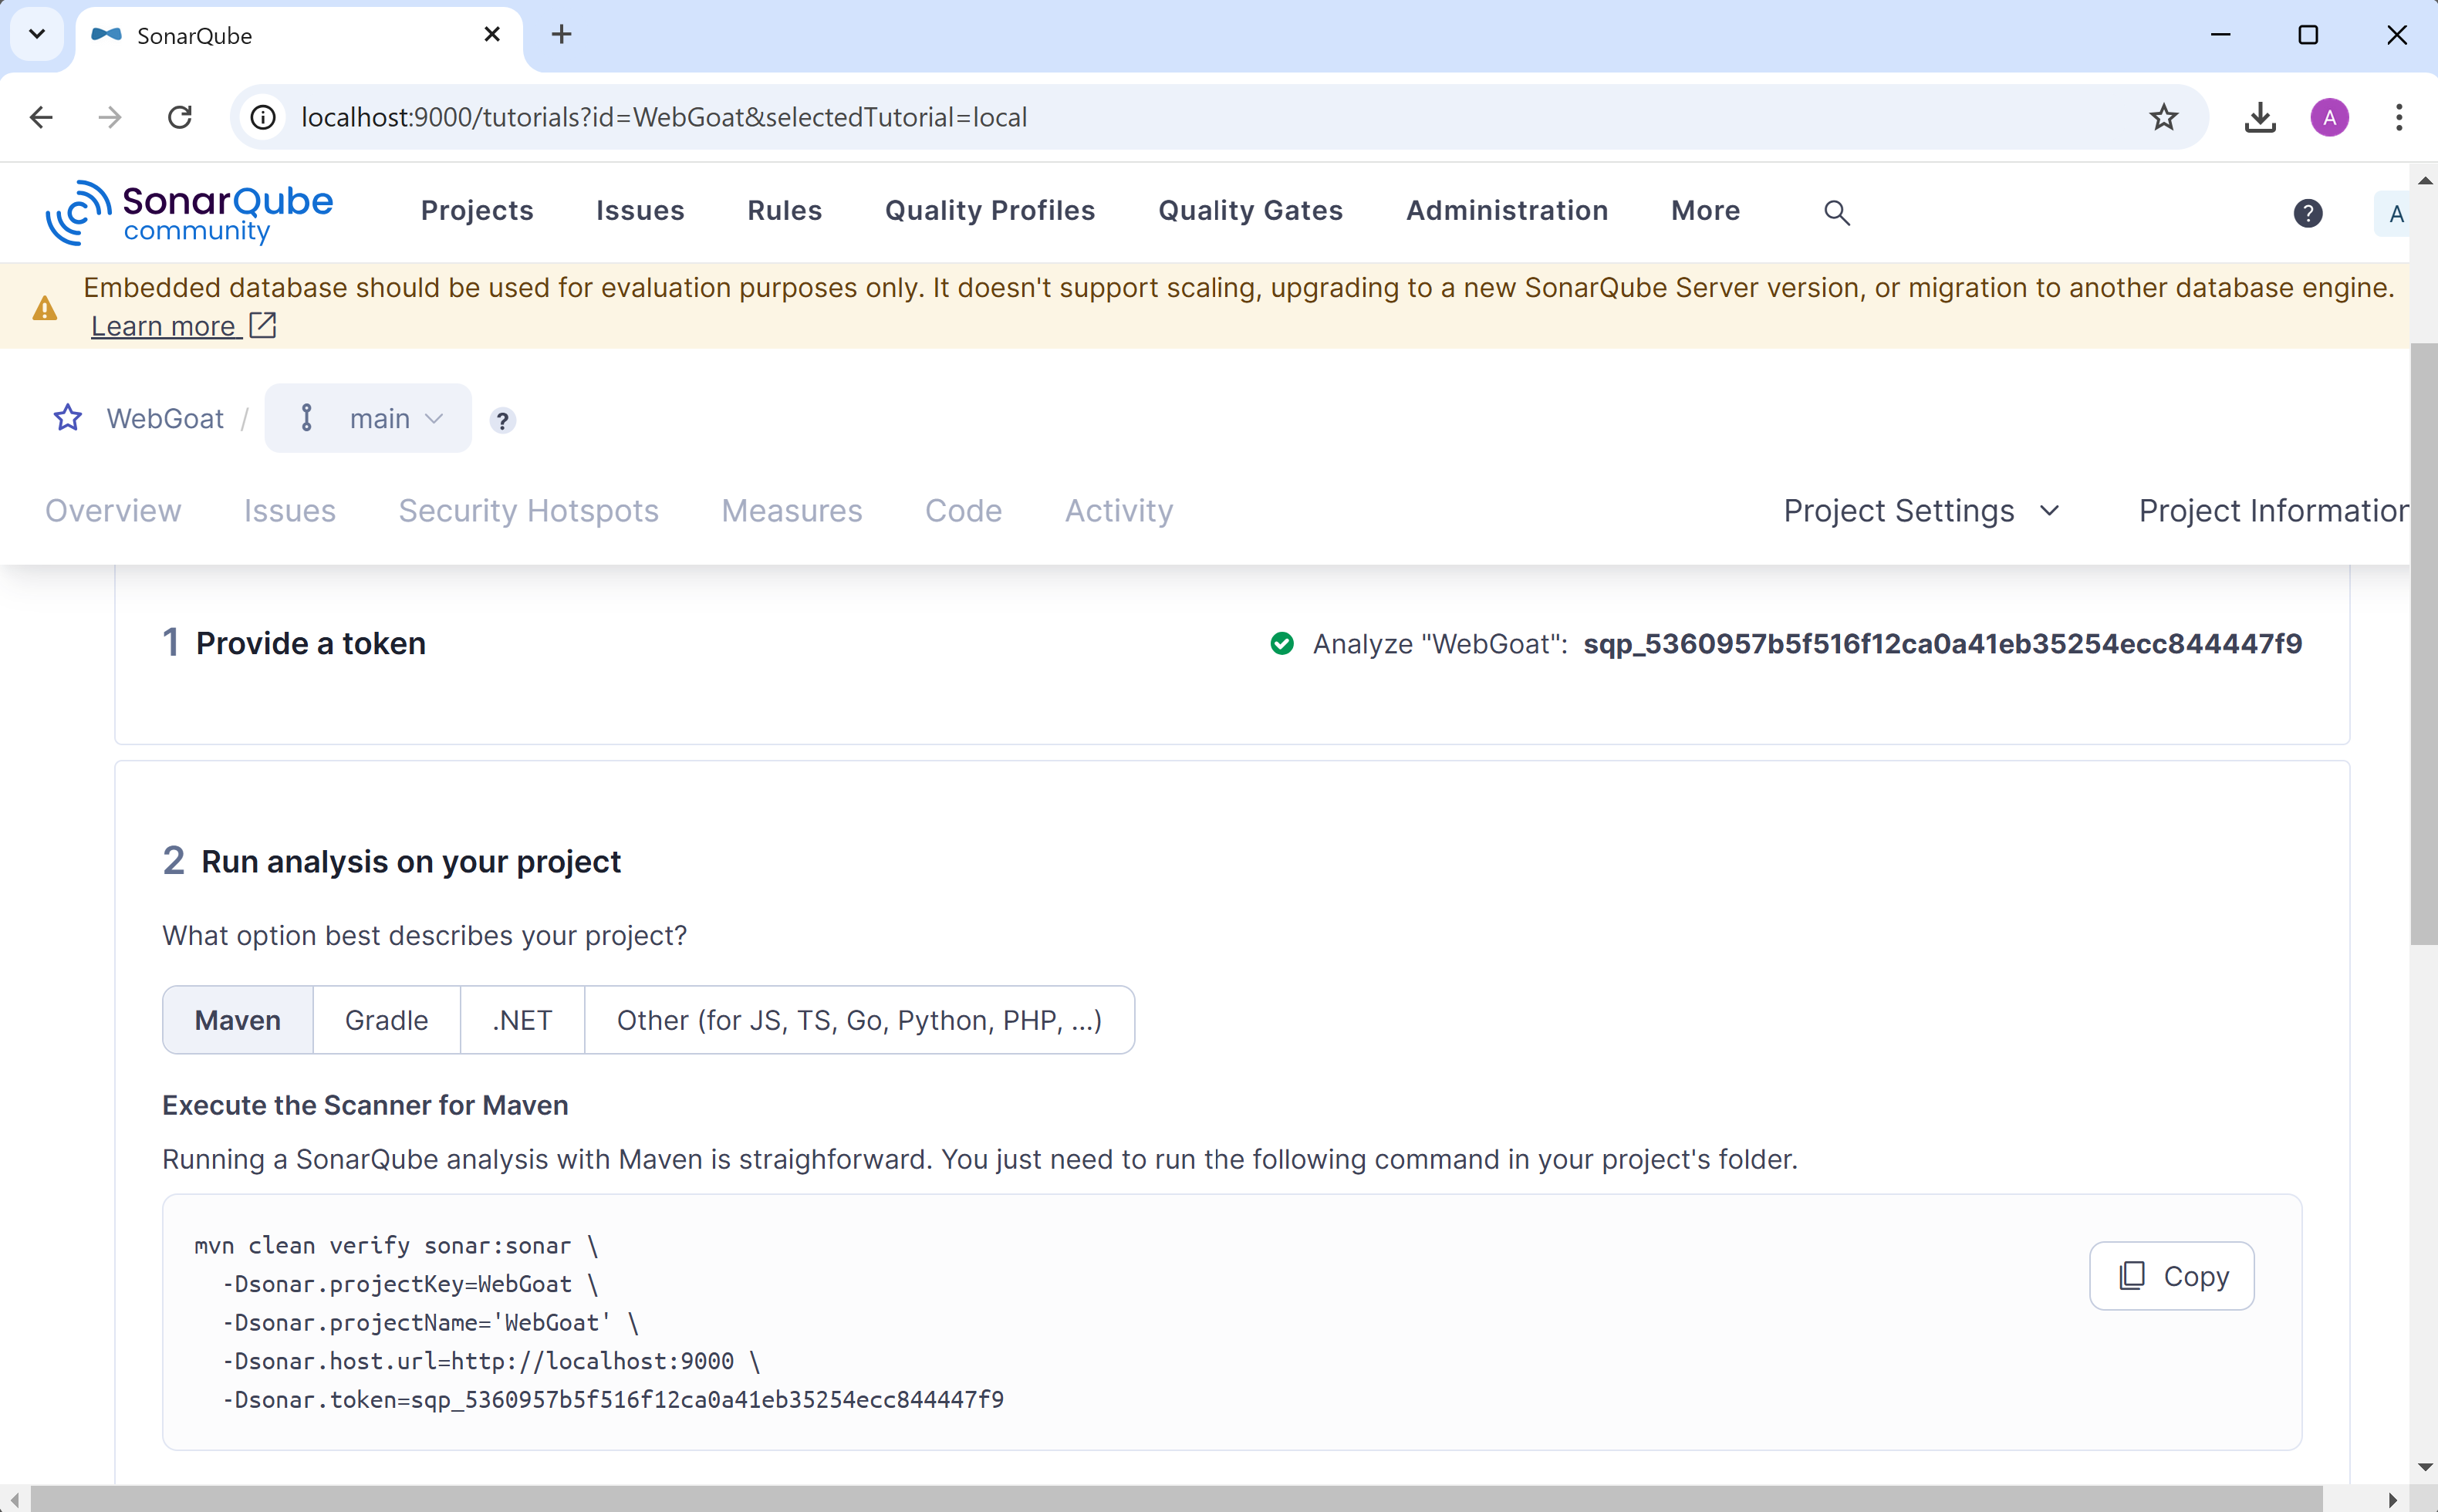 SonarQube
localhost:9000/tutorials?id=WebGoat&selectedTutorial=local
A
SonarQube
community
Projects Issues Rules Quality Profiles Quality Gates Administration More
? A
Embedded database should be used for evaluation purposes only. It doesn't support scaling, upgrading to a new SonarQube Server version, or migration to another database engine.
Learn more
WebGoat / main ?
Overview Issues Security Hotspots Measures Code Activity Project Settings Project Information
1 Provide a token
Analyze "WebGoat": sqp_5360957b5f516f12ca0a41eb35254ecc844447f9
2 Run analysis on your project
What option best describes your project?
Maven Gradle .NET Other (for JS, TS, Go, Python, PHP, ...)
Execute the Scanner for Maven
Running a SonarQube analysis with Maven is straighforward. You just need to run the following command in your project's folder.
mvn clean verify sonar:sonar \
-Dsonar.projectKey=WebGoat \
-Dsonar.projectName='WebGoat' \
-Dsonar.host.url=http://localhost:9000 \
-Dsonar.token=sqp_5360957b5f516f12ca0a41eb35254ecc844447f9
Copy